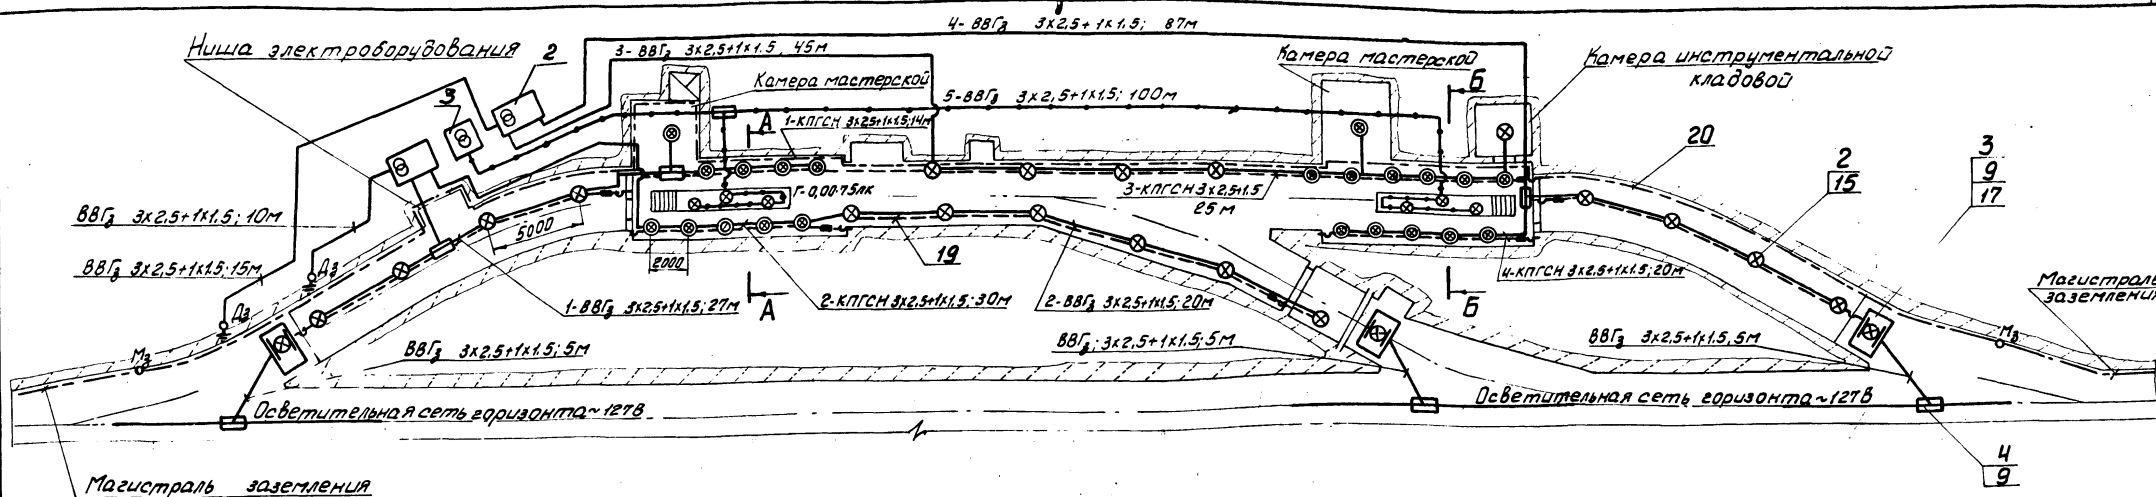 4- ВВГз 3х2,5+1х1,5; 87м
Ниша электроборудования
2
3- ВВГз 3х2,5+1х1.5, 45м
Камера мастерской
Камера мастерской
Камера инструментальной
кладовой
3
5-ВВГз 3х2,5+1х1.5; 100м
Б
А
1-КПГСН 3х2.5+1х1.5; 14м
20
2
15
3
9
17
Г-0,00-75ЛК
3-КПГСН 3х2,5+1.5
25 м
ВВГз 3х2,5+1х1.5; 10м
5000
19
2000
ВВГз 3х2,5+1х1.5; 15м
Дз
4-КПГСН 3х2.5+1х1.5; 20м
Магистраль
заземления
1-ВВГз 3х2,5+1х1.5; 27м
А
2-КПГСН 3х2,5+1х1.5; 30м
2-ВВГз 3х2,5+1х1.5; 20м
Б
Дз
Мз
ВВГз 3х2,5+1х1.5; 5м
ВВГз; 3х2,5+1х1.5; 5м
ВВГз 3х2,5+1х1.5, 5м
Мз
Осветительная сеть горизонта ~ 127В
Осветительная сеть горизонта ~ 127В
4
9
Магистраль заземления